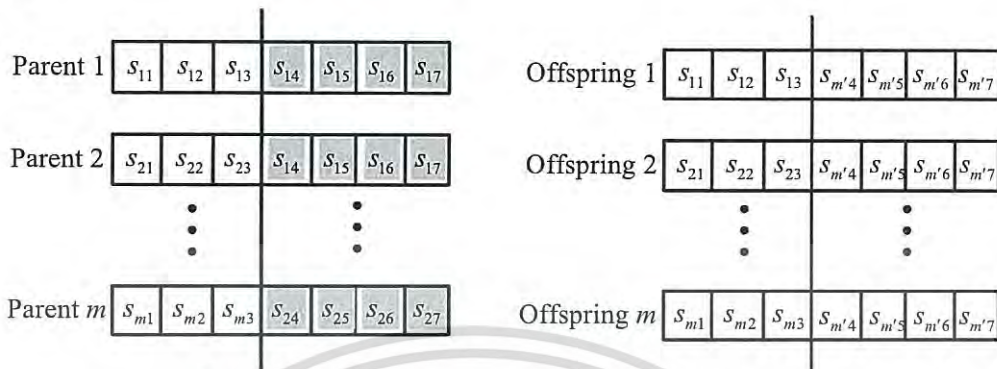 Parent 1 s11 s12 s13 s14 s15 s16 s17
Parent 2 s21 s22 s23 s14 s15 s16 s17
Parent m sm1 sm2 sm3 s24 s25 s26 s27
Offspring 1 s11 s12 s13 sm'4 sm'5 sm'6 sm'7
Offspring 2 s21 s22 s23 sm'4 sm'5 sm'6 sm'7
Offspring m sm1 sm2 sm3 sm'4 sm'5 sm'6 sm'7